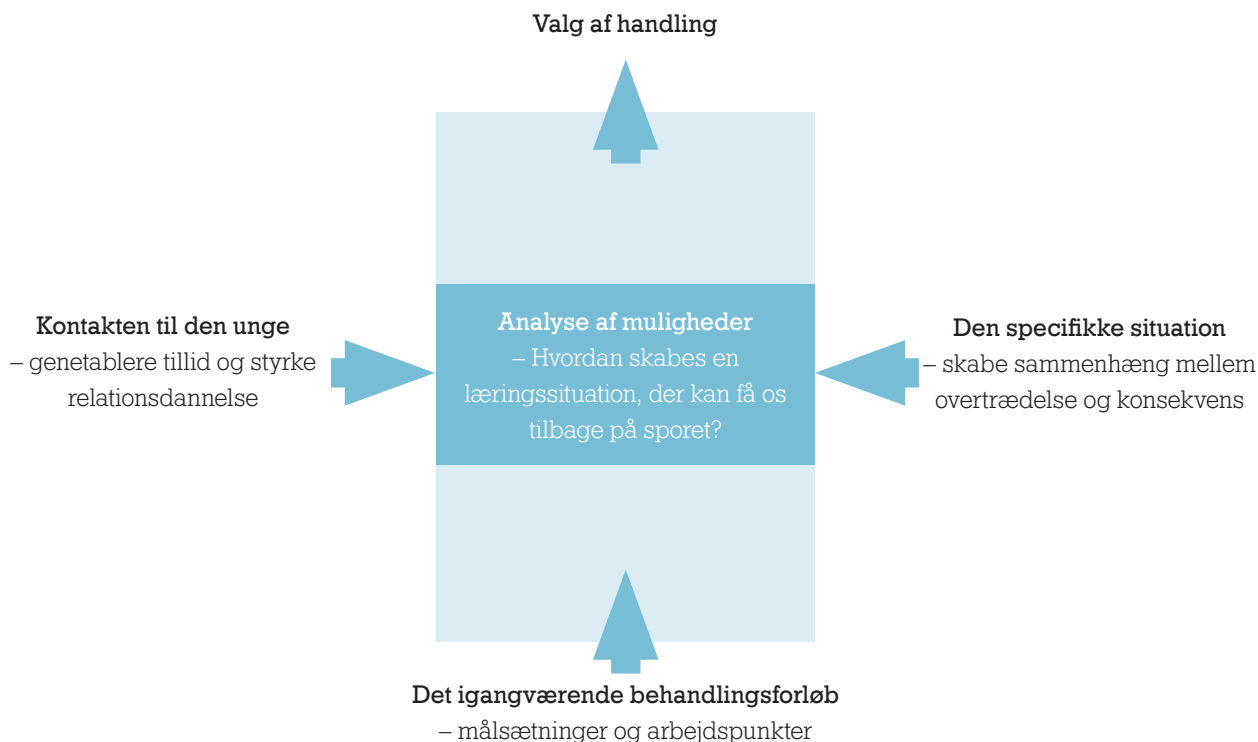 Valg af handling
Kontakten til den unge
– genetablere tillid og styrke
relationsdannelse
Analyse af muligheder
– Hvordan skabes en
læringssituation, der kan få os
tilbage på sporet?
Den specifikke situation
– skabe sammenhæng mellem
overtrædelse og konsekvens
Det igangværende behandlingsforløb
– målsætninger og arbejdspunkter